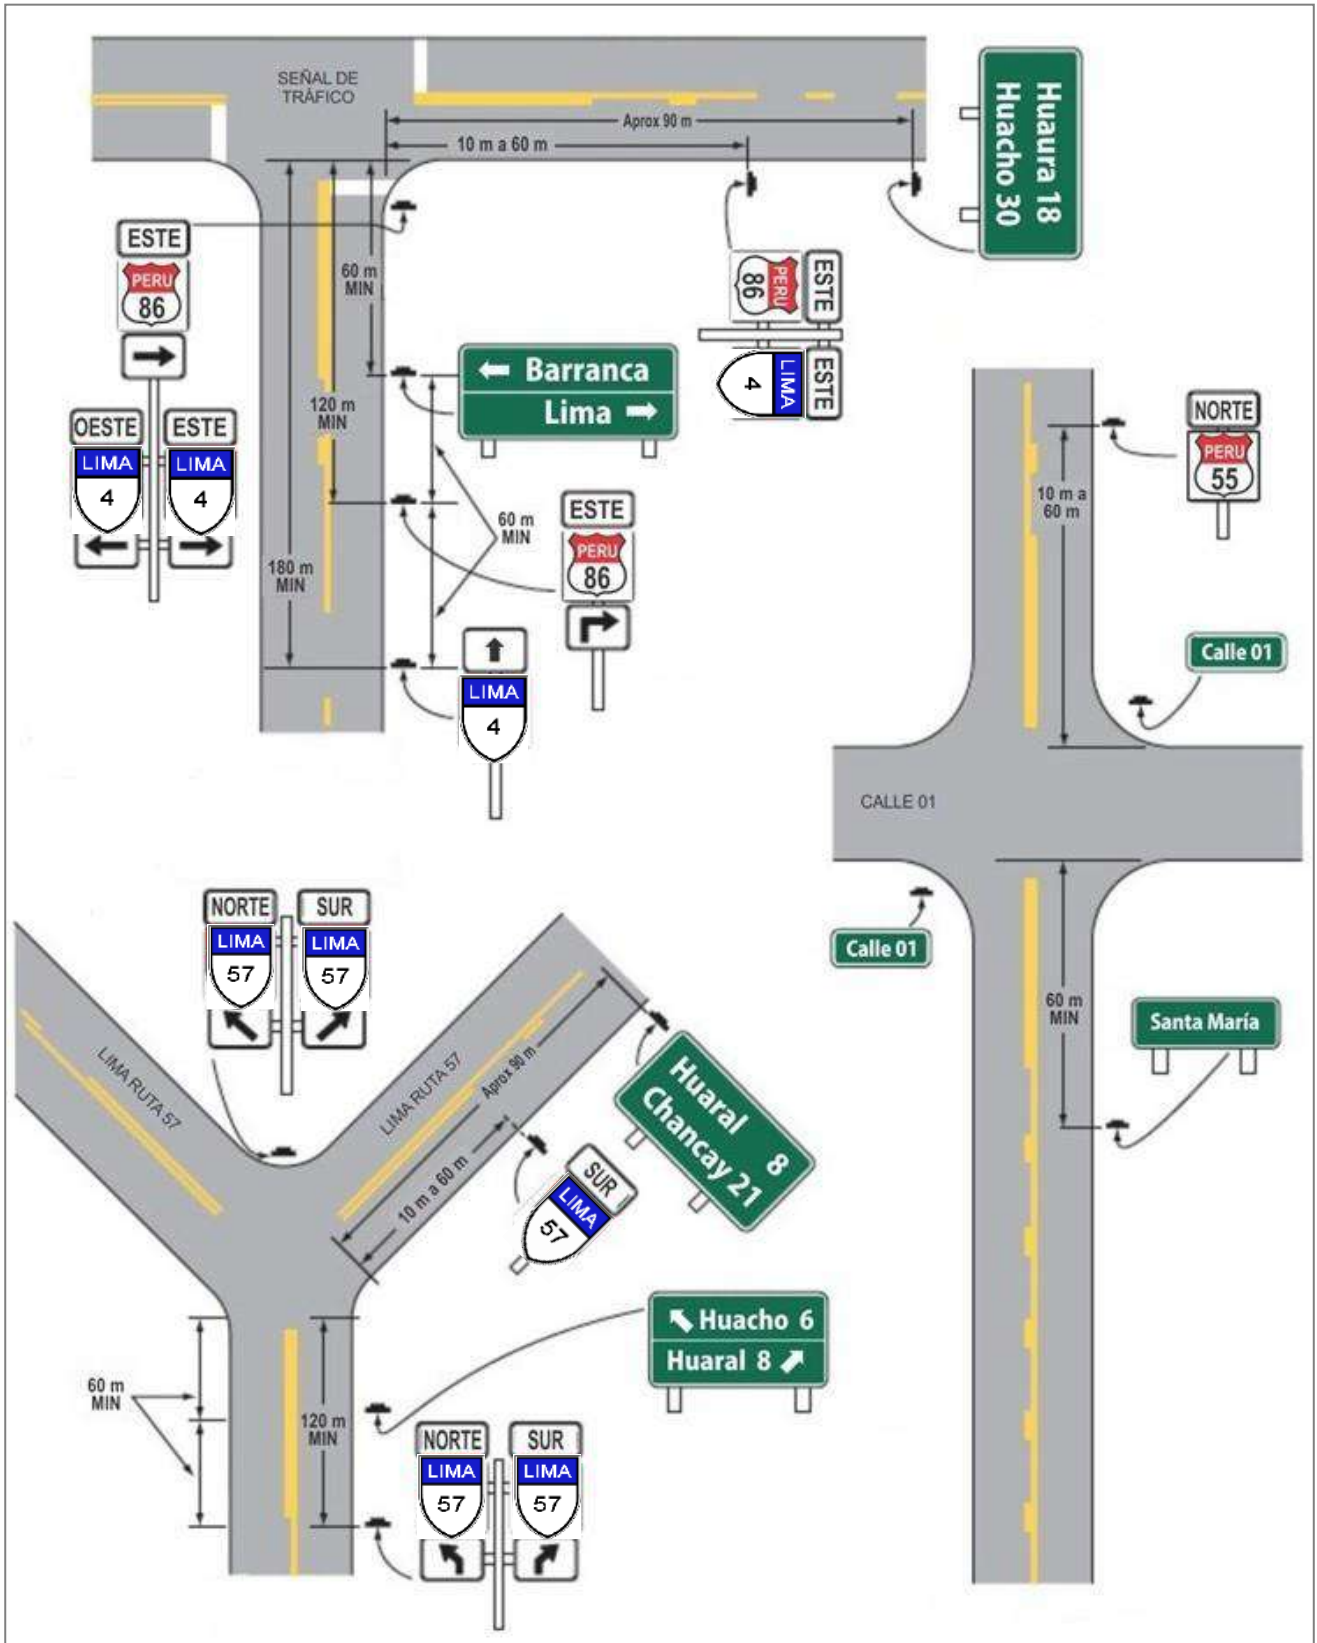 SEÑAL DE
TRÁFICO
Aprox 90 m
10 m a 60 m
Huaura 18
Huacho 30
ESTE
PERU
86
60 m
MIN
ESTE
PERU
86
ESTE
LIMA
4
← Barranca
Lima →
120 m
MIN
OESTE
LIMA
4
ESTE
LIMA
4
60 m
MIN
ESTE
PERU
86
180 m
MIN
LIMA
4
NORTE
PERU
55
10 m a
60 m
Calle 01
CALLE 01
Calle 01
60 m
MIN
Santa María
NORTE
LIMA
57
SUR
LIMA
57
LIMA RUTA 57
LIMA RUTA 57
Aprox 90 m
10 m a 60 m
Huaral 8
Chancay 21
SUR
LIMA
57
Huacho 6
Huaral 8
60 m
MIN
120 m
MIN
NORTE
LIMA
57
SUR
LIMA
57